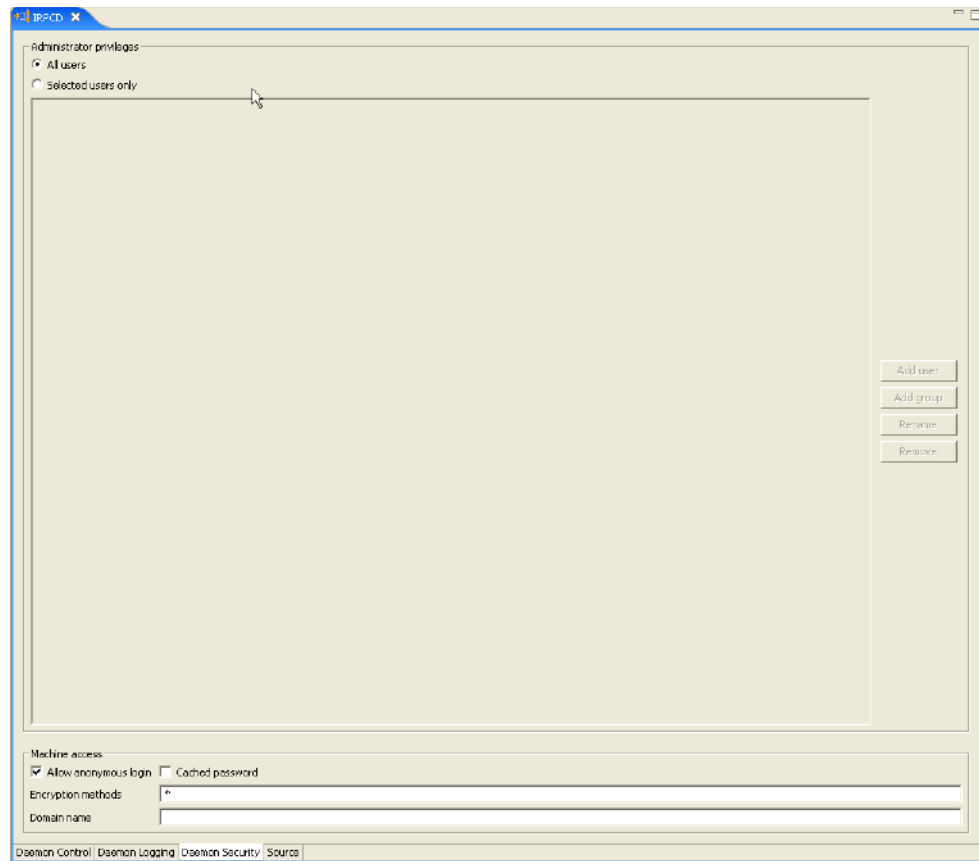 IRPCD
Administrator privileges
All users
Selected users only
Add user
Add group
Rename
Remove
Machine access
Allow anonymous login Cached password
Encryption methods *
Domain name
Daemon Control Daemon Logging Daemon Security Source